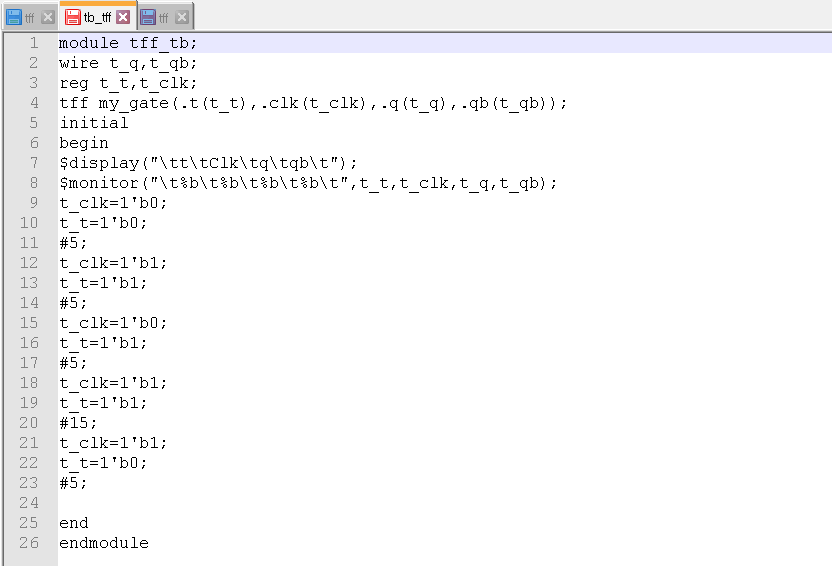 tff tb_tff tff
1 module tff_tb;
2 wire t_q,t_qb;
3 reg t_t,t_clk;
4 tff my_gate(.t(t_t),.clk(t_clk),.q(t_q),.qb(t_qb));
5 initial
6 begin
7 $display("\tt\tClk\tq\tqb\t");
8 $monitor("\t%b\t%b\t%b\t%b\t",t_t,t_clk,t_q,t_qb);
9 t_clk=1'b0;
10 t_t=1'b0;
11 #5;
12 t_clk=1'b1;
13 t_t=1'b1;
14 #5;
15 t_clk=1'b0;
16 t_t=1'b1;
17 #5;
18 t_clk=1'b1;
19 t_t=1'b1;
20 #15;
21 t_clk=1'b1;
22 t_t=1'b0;
23 #5;
24
25 end
26 endmodule